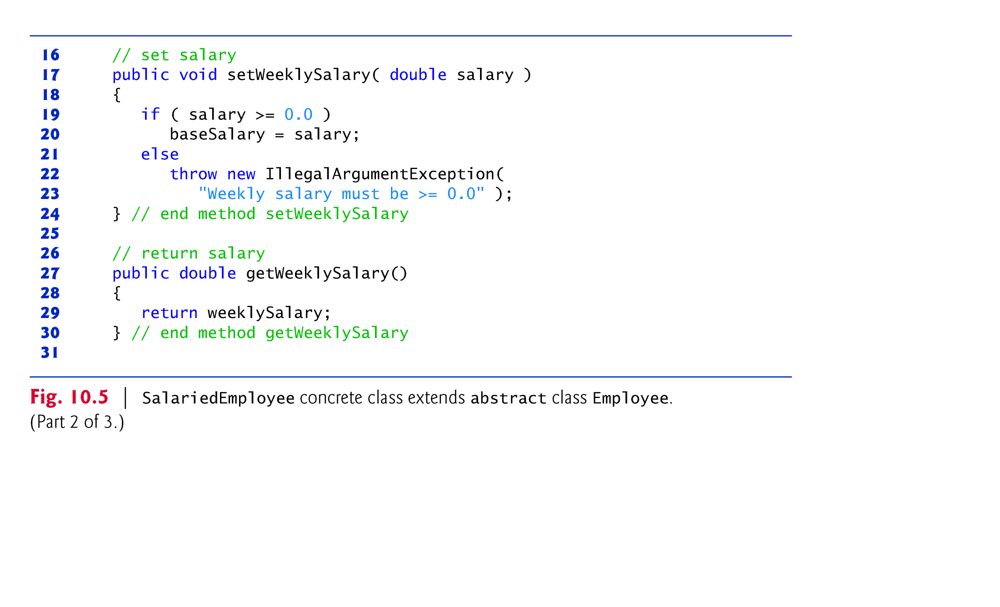 16 // set salary
17 public void setWeeklySalary( double salary )
18 {
19 if ( salary >= 0.0 )
20 baseSalary = salary;
21 else
22 throw new IllegalArgumentException(
23 "Weekly salary must be >= 0.0" );
24 } // end method setWeeklySalary
25
26 // return salary
27 public double getWeeklySalary()
28 {
29 return weeklySalary;
30 } // end method getWeeklySalary
31
Fig. 10.5 | SalariedEmployee concrete class extends abstract class Employee.
(Part 2 of 3.)